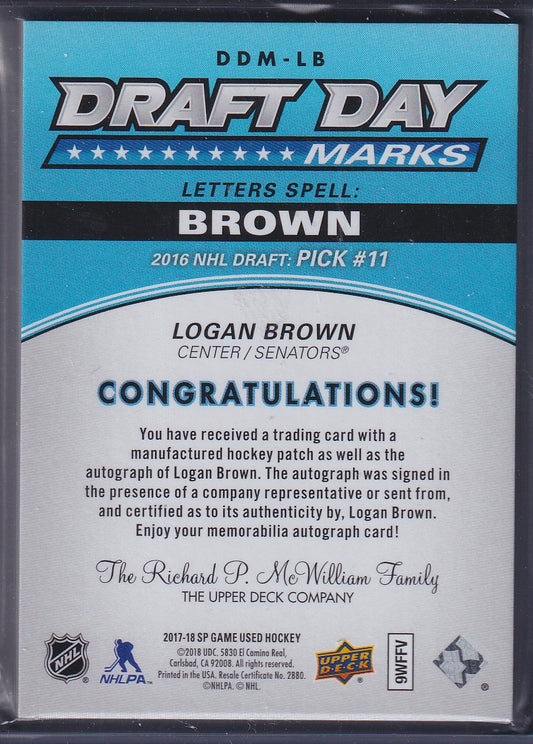 DDM-LB
DRAFT DAY
MARKS
LETTERS SPELL:
BROWN
2016 NHL DRAFT: PICK #11
LOGAN BROWN
CENTER / SENATORS®
CONGRATULATIONS!
You have received a trading card with a
manufactured hockey patch as well as the
autograph of Logan Brown. The autograph was signed in
the presence of a company representative or sent from,
and certified as to its authenticity by, Logan Brown.
Enjoy your memorabilia autograph card!
The Richard P. McWilliam Family
THE UPPER DECK COMPANY
2017-18 SP GAME USED HOCKEY
©2018 UDC. 5830 El Camino Real,
Carlsbad, CA 92008. All rights reserved.
Printed in the USA. Resale Certificate No. 2880.
©NHLPA. © NHL.
NHL
®
NHLPA™
UPPER
DECK
®
9WFFV
®